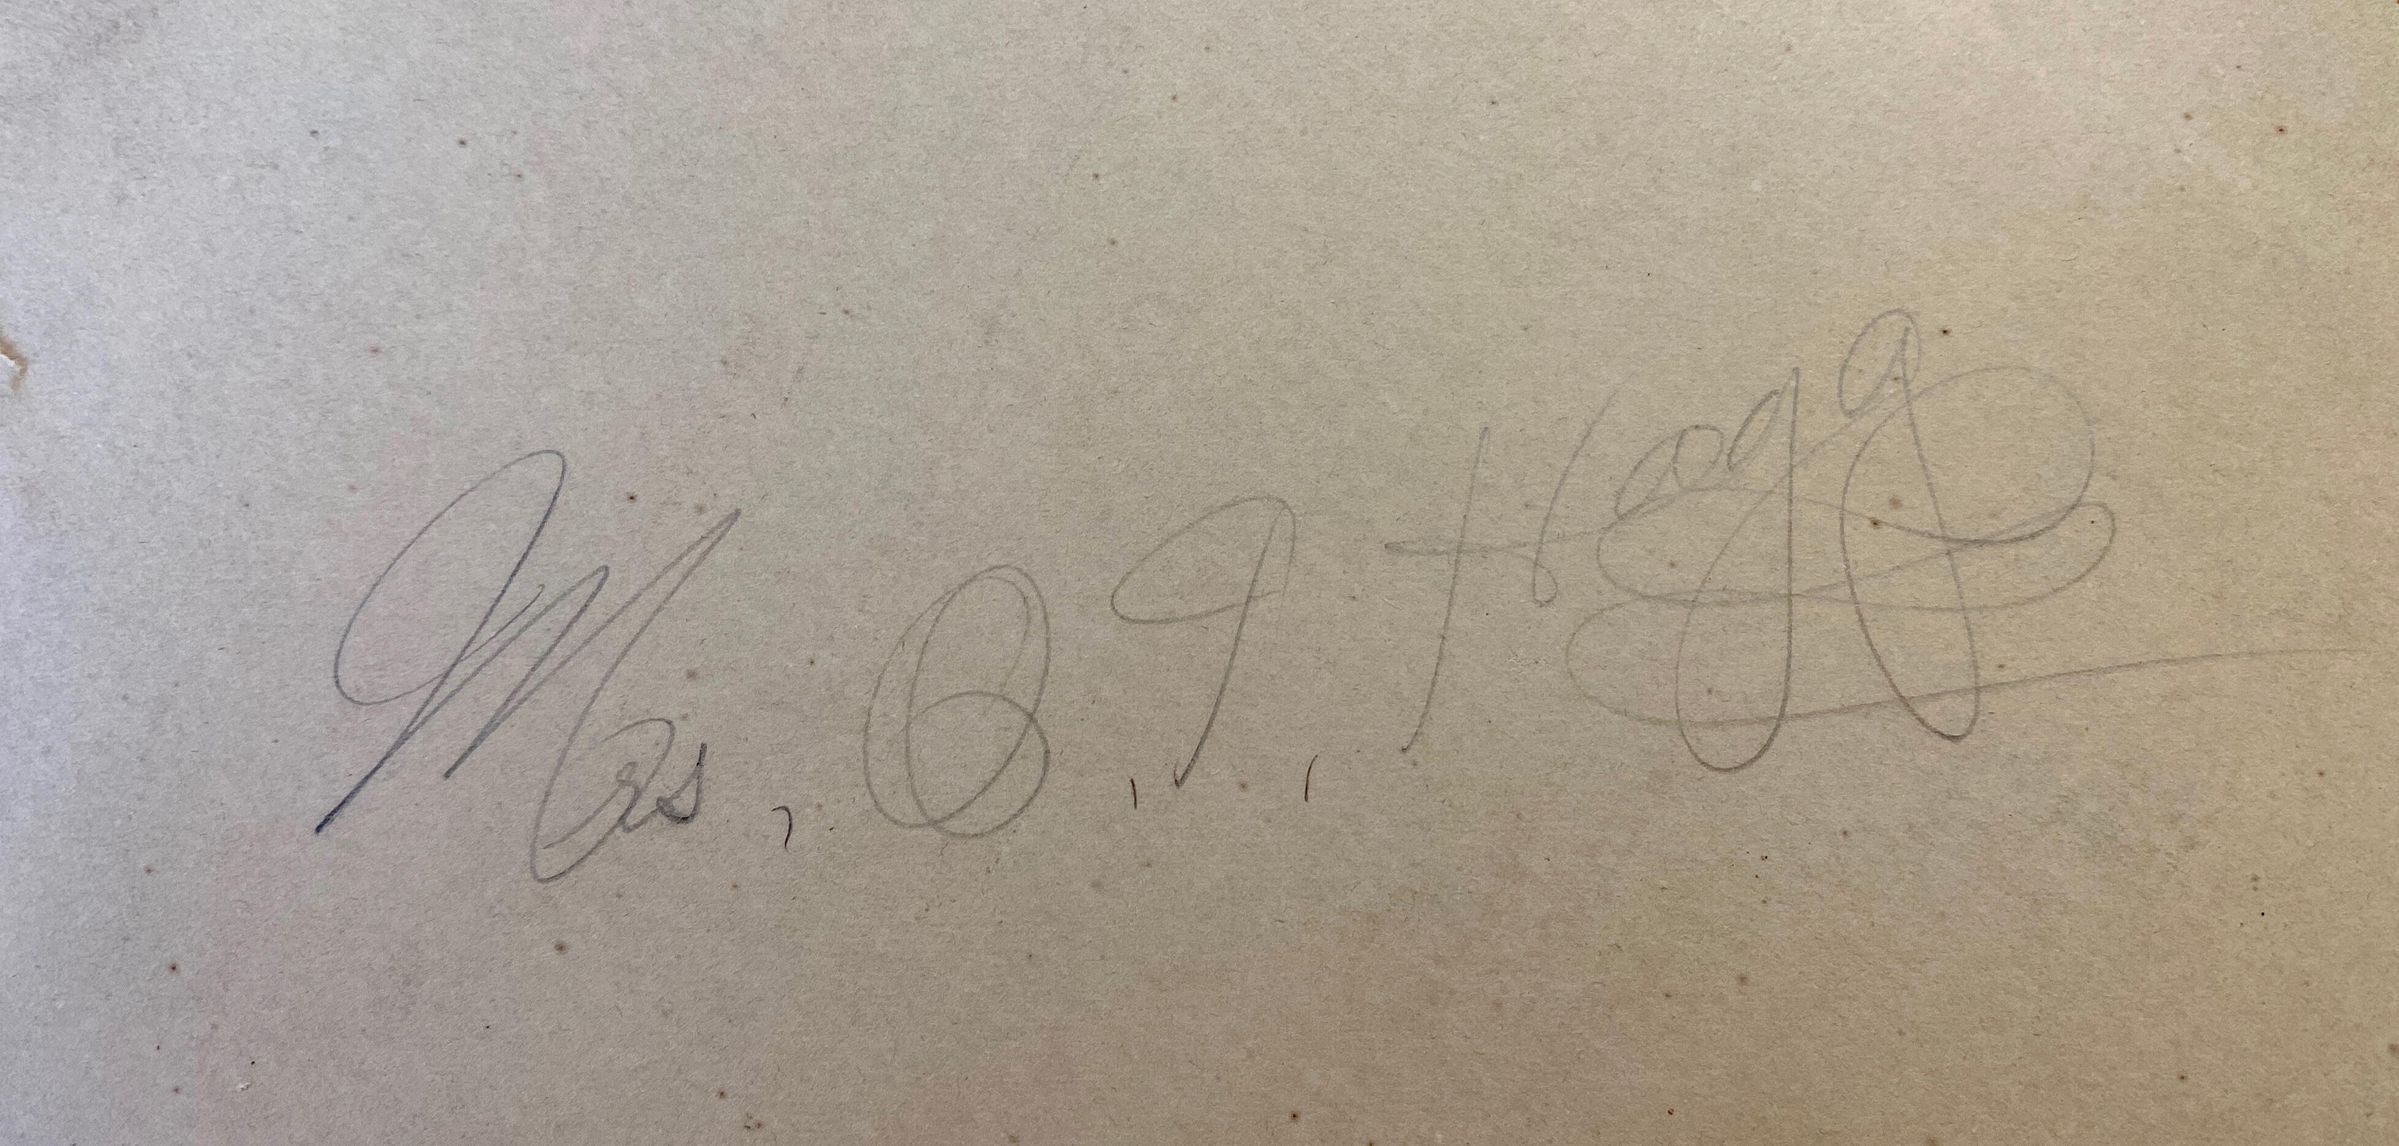 Mrs. B. T. Hogg